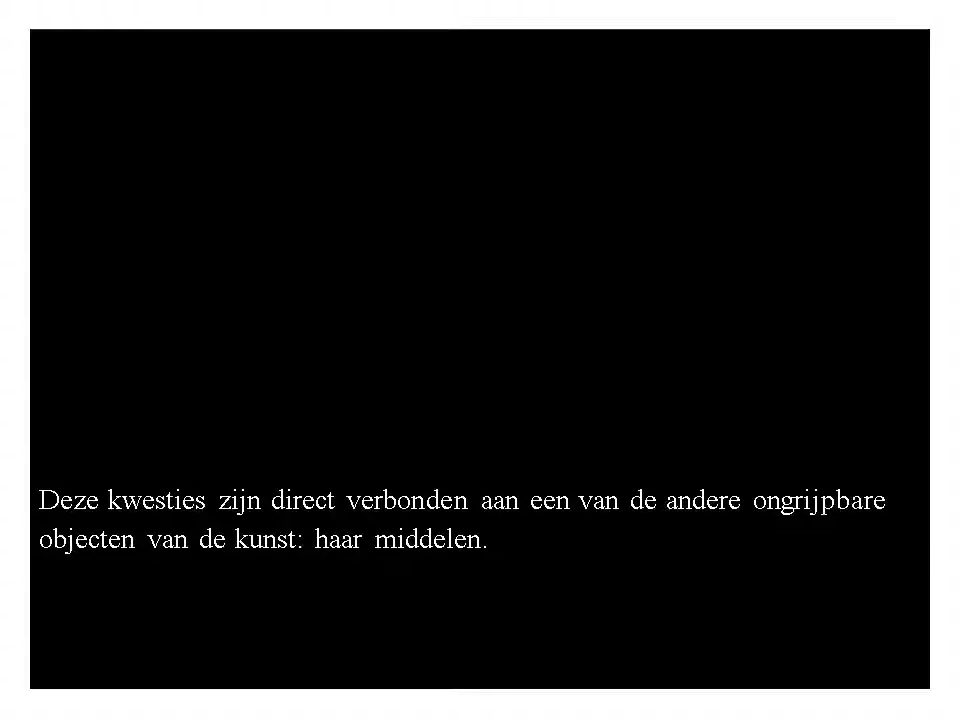 Deze kwesties zijn direct verbonden aan een van de andere ongrijpbare
objecten van de kunst: haar middelen.